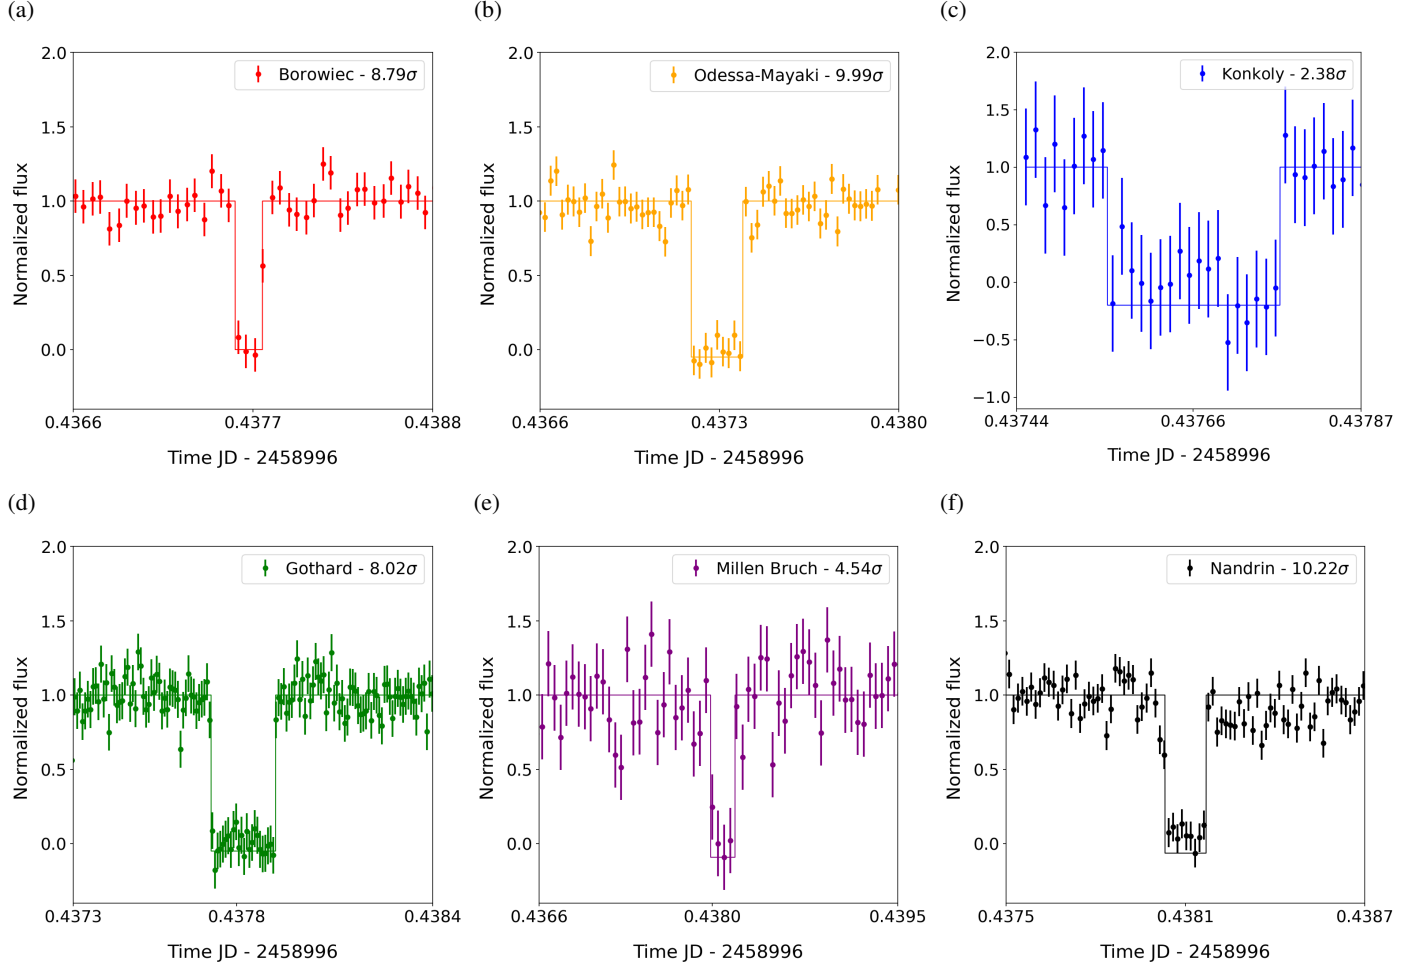 (a)
2.0
1.5
1.0
0.5
0.0
Normalized flux
Borowiec - 8.79σ
0.4366
0.4377
0.4388
Time JD - 2458996
(b)
2.0
1.5
1.0
0.5
0.0
Normalized flux
Odessa-Mayaki - 9.99σ
0.4366
0.4373
0.4380
Time JD - 2458996
(c)
2.0
1.5
1.0
0.5
0.0
−0.5
−1.0
Normalized flux
Konkoly - 2.38σ
0.43744
0.43766
0.43787
Time JD - 2458996
(d)
2.0
1.5
1.0
0.5
0.0
Normalized flux
Gothard - 8.02σ
0.4373
0.4378
0.4384
Time JD - 2458996
(e)
2.0
1.5
1.0
0.5
0.0
Normalized flux
Millen Bruch - 4.54σ
0.4366
0.4380
0.4395
Time JD - 2458996
(f)
2.0
1.5
1.0
0.5
0.0
Normalized flux
Nandrin - 10.22σ
0.4375
0.4381
0.4387
Time JD - 2458996